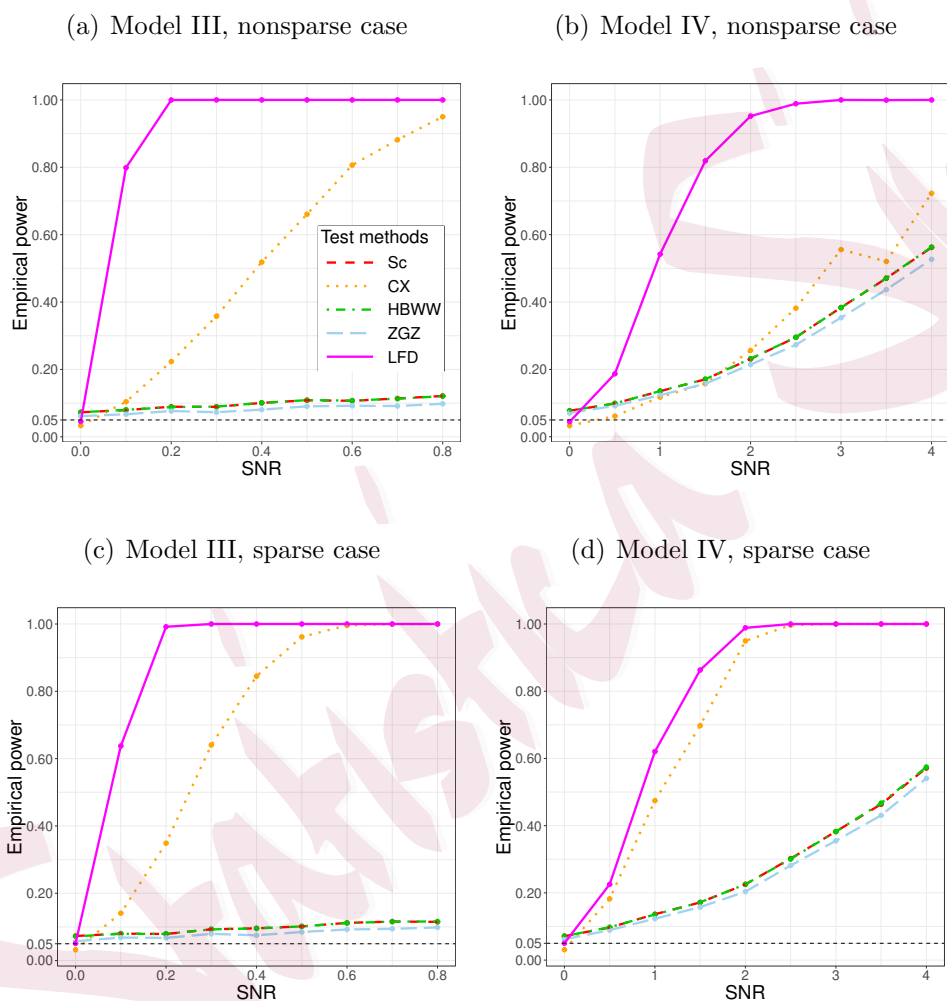 (a) Model III, nonsparse case
(b) Model IV, nonsparse case
Empirical power
1.00
0.80
0.60
0.40
0.20
0.05
0.00
0.0 0.2 0.4 0.6 0.8
SNR
Test methods
Sc
CX
HBWW
ZGZ
LFD
Empirical power
1.00
0.80
0.60
0.40
0.20
0.05
0.00
0 1 2 3 4
SNR
(c) Model III, sparse case
(d) Model IV, sparse case
Empirical power
1.00
0.80
0.60
0.40
0.20
0.05
0.00
0.0 0.2 0.4 0.6 0.8
SNR
Empirical power
1.00
0.80
0.60
0.40
0.20
0.05
0.00
0 1 2 3 4
SNR
Statistica